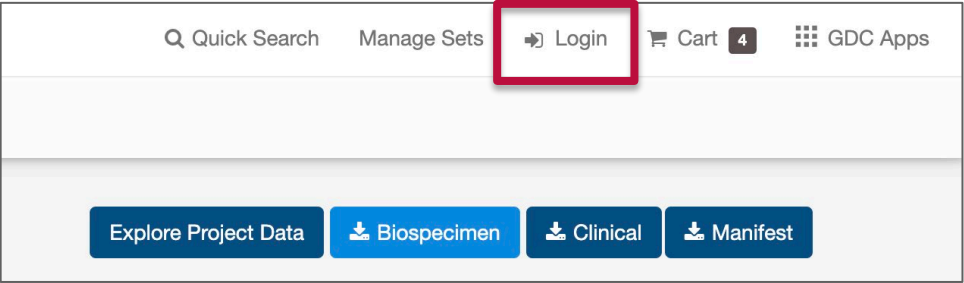 Quick Search Manage Sets Login Cart 4 GDC Apps
Explore Project Data Biospecimen Clinical Manifest